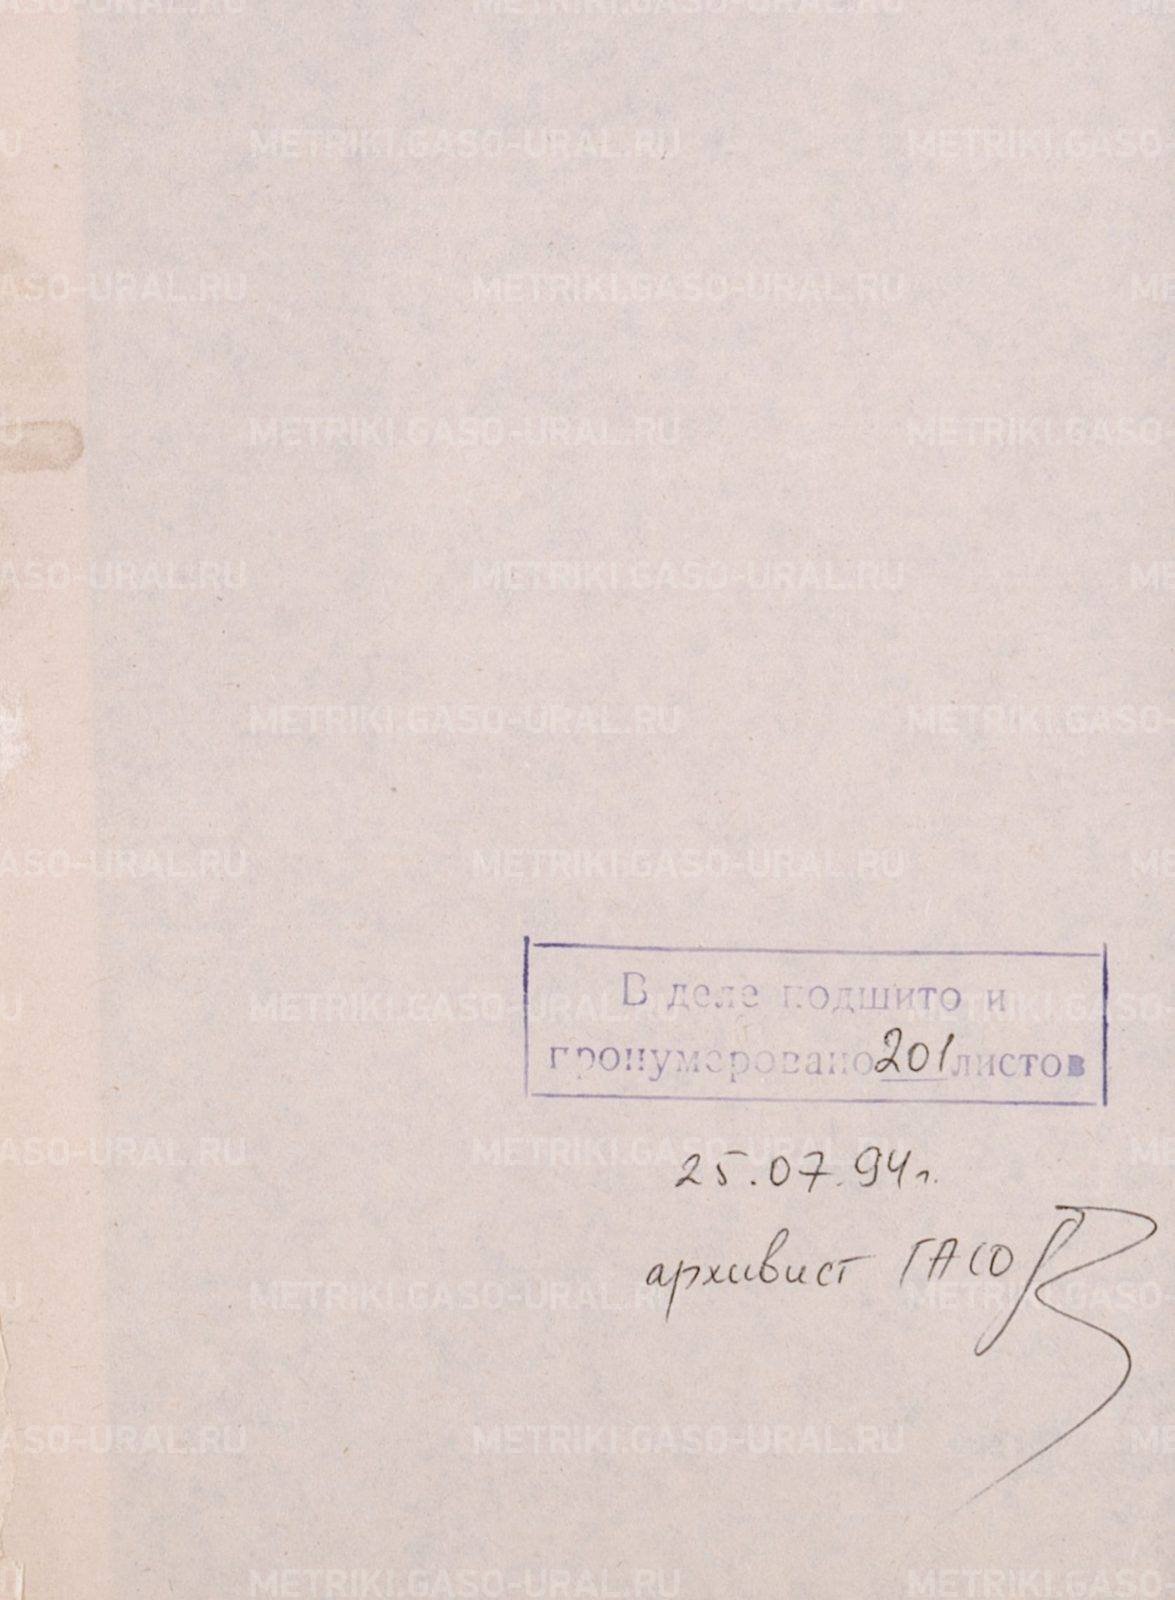 В деле подшито и
пронумеровано 201 листов
25.07.94г.
архивист ГАСО